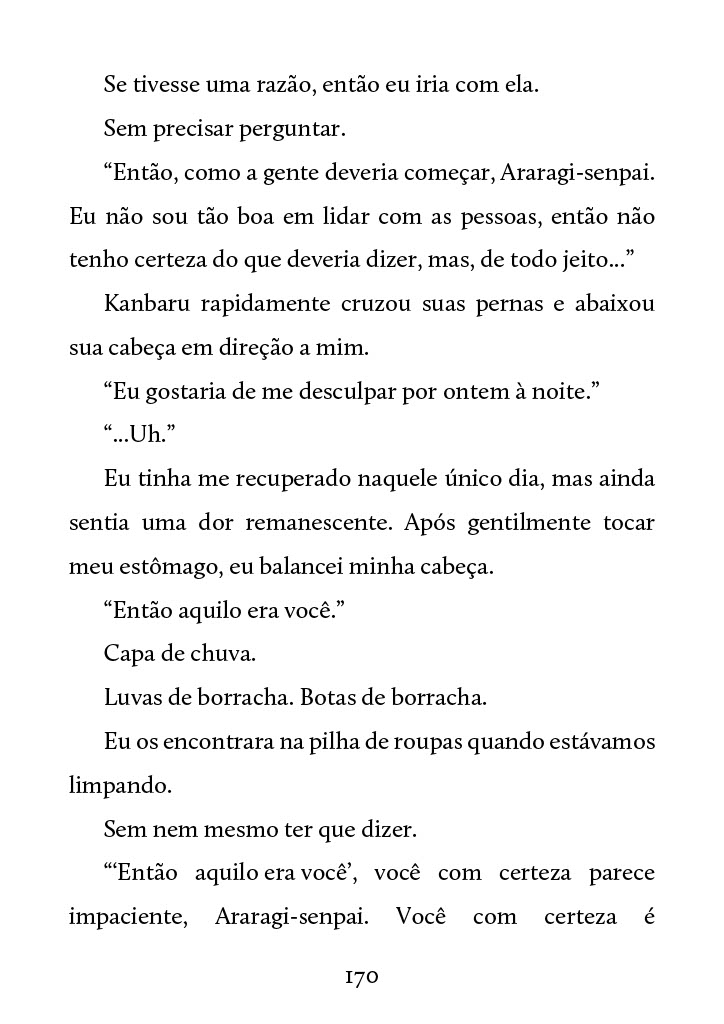 Se tivesse uma razão, então eu iria com ela.
Sem precisar perguntar.
“Então, como a gente deveria começar, Araragi-senpai.
Eu não sou tão boa em lidar com as pessoas, então não
tenho certeza do que deveria dizer, mas, de todo jeito...”
Kanbaru rapidamente cruzou suas pernas e abaixou
sua cabeça em direção a mim.
“Eu gostaria de me desculpar por ontem à noite.”
“...Uh.”
Eu tinha me recuperado naquele único dia, mas ainda
sentia uma dor remanescente. Após gentilmente tocar
meu estômago, eu balancei minha cabeça.
“Então aquilo era você.”
Capa de chuva.
Luvas de borracha. Botas de borracha.
Eu os encontrara na pilha de roupas quando estávamos
limpando.
Sem nem mesmo ter que dizer.
“‘Então aquilo era você’, você com certeza parece
impaciente, Araragi-senpai. Você com certeza é
170